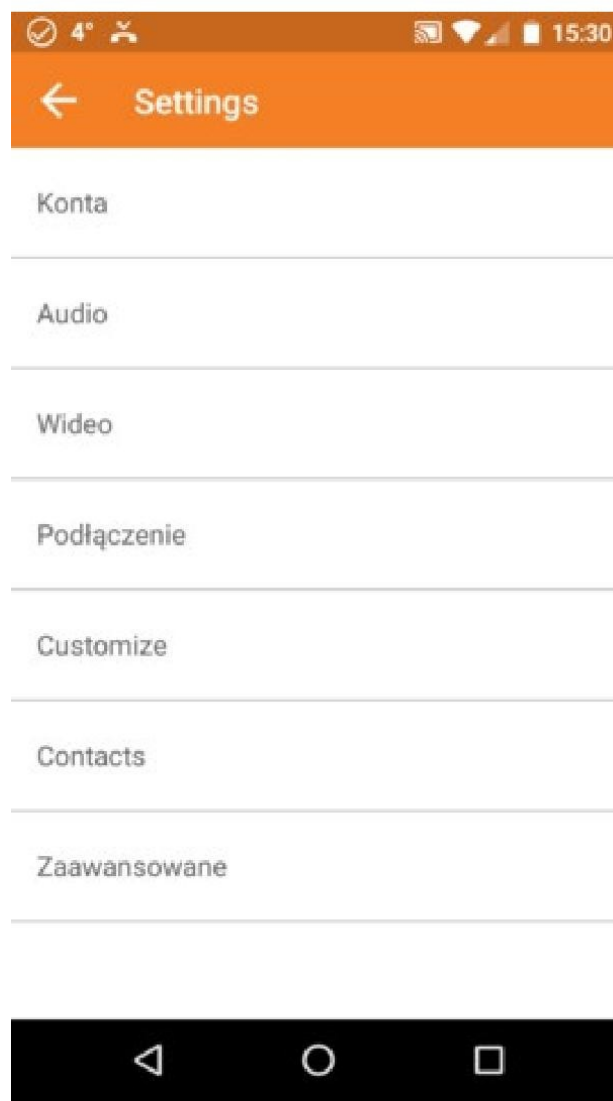 4° 15:30
Settings
Konta
Audio
Wideo
Podłączenie
Customize
Contacts
Zaawansowane